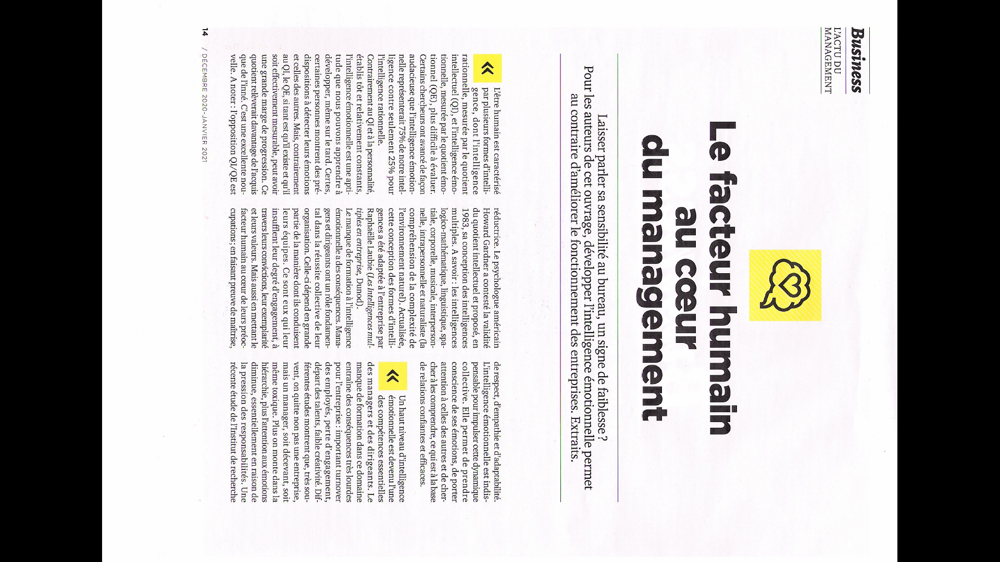 Business
L'ACTU DU
MANAGEMENT
Le facteur humain
au cœur
du management
Laisser parler sa sensibilité au bureau, un signe de faiblesse?
Pour les auteurs de cet ouvrage, développer l'intelligence émotionnelle permet
au contraire d'améliorer le fonctionnement des entreprises. Extraits.
«
L'être humain est caractérisé
par plusieurs formes d'intelli-
gence, dont l'intelligence
rationnelle, mesurée par le quotient
intellectuel (QI), et l'intelligence émo-
tionnelle, mesurée par le quotient émo-
tionnel (QE), plus difficile à évaluer.
Certains chercheurs ont avancé de façon
audacieuse que l'intelligence émotion-
nelle représenterait 75% de notre intel-
ligence contre seulement 25% pour
l'intelligence rationnelle.
Contrairement au QI et à la personnalité,
établis tôt et relativement constants,
l'intelligence émotionnelle est une apti-
tude que nous pouvons apprendre à
développer, même sur le tard. Certes,
certaines personnes montrent des pré-
dispositions à détecter leurs émotions
et celles des autres. Mais, contrairement
au QI, le QE, si tant est qu'il existe et qu'il
soit effectivement mesurable, peut avoir
une grande marge de progression. Ce
quotient relèverait davantage de l'acquis
que de l'inné. C'est une excellente nou-
velle. A noter : l'opposition QI/QE est
réductrice. Le psychologue américain
Howard Gardner a contesté la validité
du quotient intellectuel et proposé, en
1983, sa conception des intelligences
multiples. A savoir : les intelligences
logico-mathématique, linguistique, spa-
tiale, corporelle, musicale, interperson-
nelle, intrapersonnelle et naturaliste (la
compréhension de la complexité de
l'environnement naturel). Actualisée,
cette conception des formes d'intelli-
gences a été adaptée à l'entreprise par
Raphaëlle Laubie (Les Intelligences mul-
tiples en entreprise, Dunod).
Le manque de formation à l'intelligence
émotionnelle a des conséquences. Mana-
gers et dirigeants ont un rôle fondamen-
tal dans la réussite collective de leur
organisation. Celle-ci dépend en grande
partie de la manière dont ils conduisent
leurs équipes. Ce sont eux qui leur
insufflent leur degré d'engagement, à
travers leurs convictions, leur exemplarité
et leurs valeurs. Mais aussi en mettant le
facteur humain au cœur de leurs préoc-
cupations ; en faisant preuve de maîtrise,
de respect, d'empathie et d'adaptabilité.
L'intelligence émotionnelle est indis-
pensable pour impulser cette dynamique
collective. Elle permet de prendre
conscience de ses émotions, de porter
attention à celles des autres et de cher-
cher à les comprendre, ce qui est à la base
de relations confiantes et efficaces.
«
Un haut niveau d'intelligence
émotionnelle est devenu l'une
des compétences essentielles
des managers et des dirigeants. Le
manque de formation dans ce domaine
entraîne des conséquences très lourdes
pour l'entreprise : important turnover
des employés, perte d'engagement,
départ des talents, faible créativité. Dif-
férentes études montrent que, très sou-
vent, on quitte non pas une entreprise,
mais un manager, soit décevant, soit
même toxique. Plus on monte dans la
hiérarchie, plus l'attention aux émotions
diminue, essentiellement en raison de
la pression des responsabilités. Une
récente étude de l'Institut de recherche
14 / DÉCEMBRE 2020-JANVIER 2021